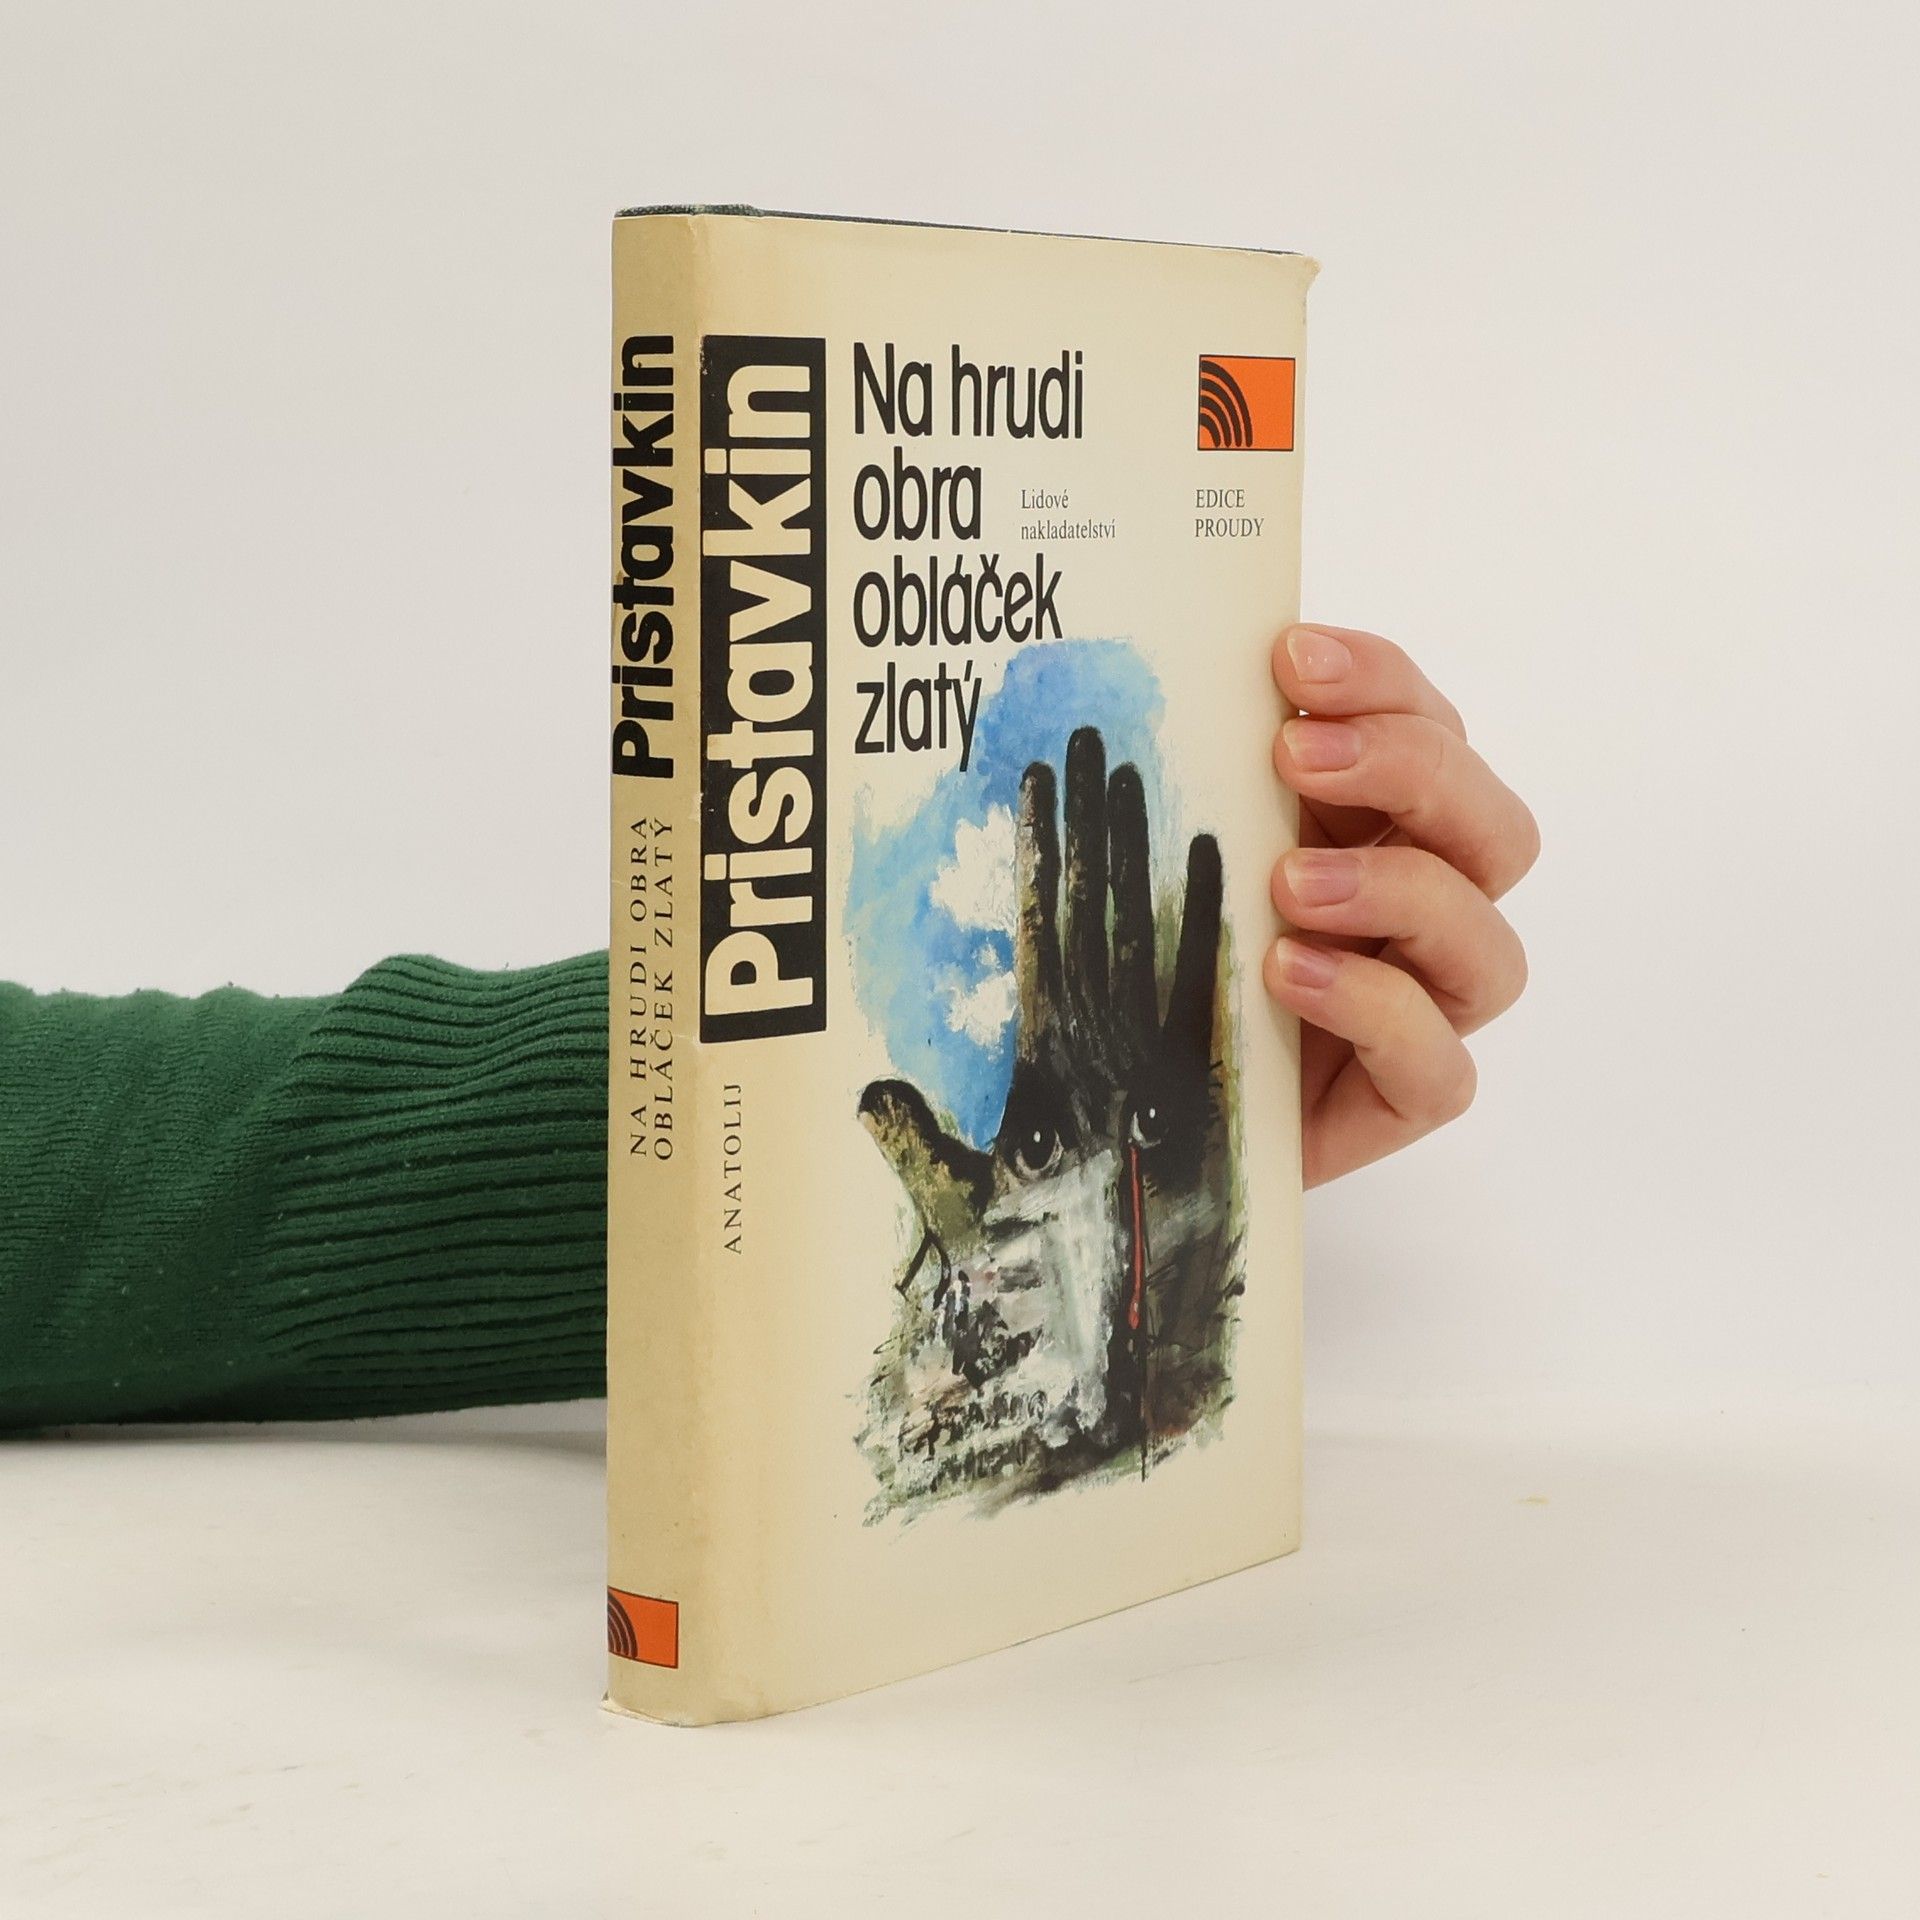 Pristavkin
NA HRUDI OBRA
OBLÁČEK ZLATÝ
Pristavkin
ANATOLIJ
Na hrudi
obra
obláček
zlatý
Lidové
nakladatelství
EDICE
PROUDY